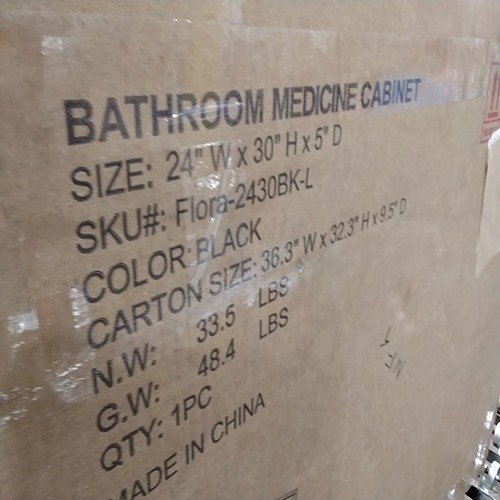 BATHROOM MEDICINE CABINET
SIZE: 24" W x 30" H x 5" D
SKU#: Flora-2430BK-L
COLOR: BLACK
CARTON SIZE: 36.3" W x 32.3" H x 9.5" D
N.W: 33.5 LBS
G.W: 48.4 LBS
QTY: 1PC
MADE IN CHINA